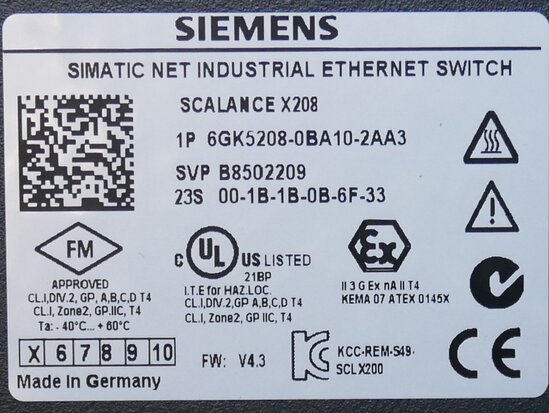 SIEMENS
SIMATIC NET INDUSTRIAL ETHERNET SWITCH
SCALANCE X208
1P 6GK5208-0BA10-2AA3
SVP B8502209
23S 00-1B-1B-0B-6F-33
FM
APPROVED
CL.I,DIV.2, GP, A,B,C,D T4
CL.I, Zone2, GP.IIC, T4
Ta: - 40°C... + 60°C
C UL US LISTED
21BP
I.T.E for HAZ.LOC.
CL.I,DIV.2,GP A,B,C,D T4
CL.I, Zone2, GP IIC, T4
Ex
II 3 G Ex nA II T4
KEMA 07 ATEX 0145X
X 6 7 8 9 10
Made in Germany
FW: V4.3
KCC-REM-S49-
SCLX200
CE